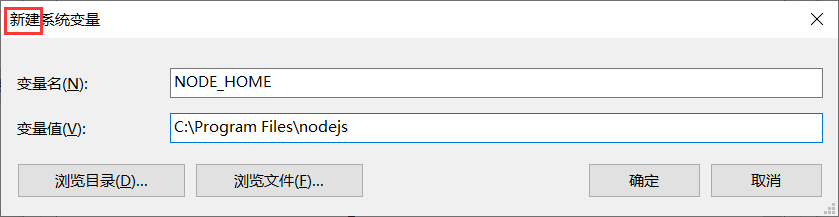 新建系统变量
变量名(N):
NODE_HOME
变量值(V):
C:\Program Files\nodejs
浏览目录(D)...
浏览文件(F)...
确定
取消